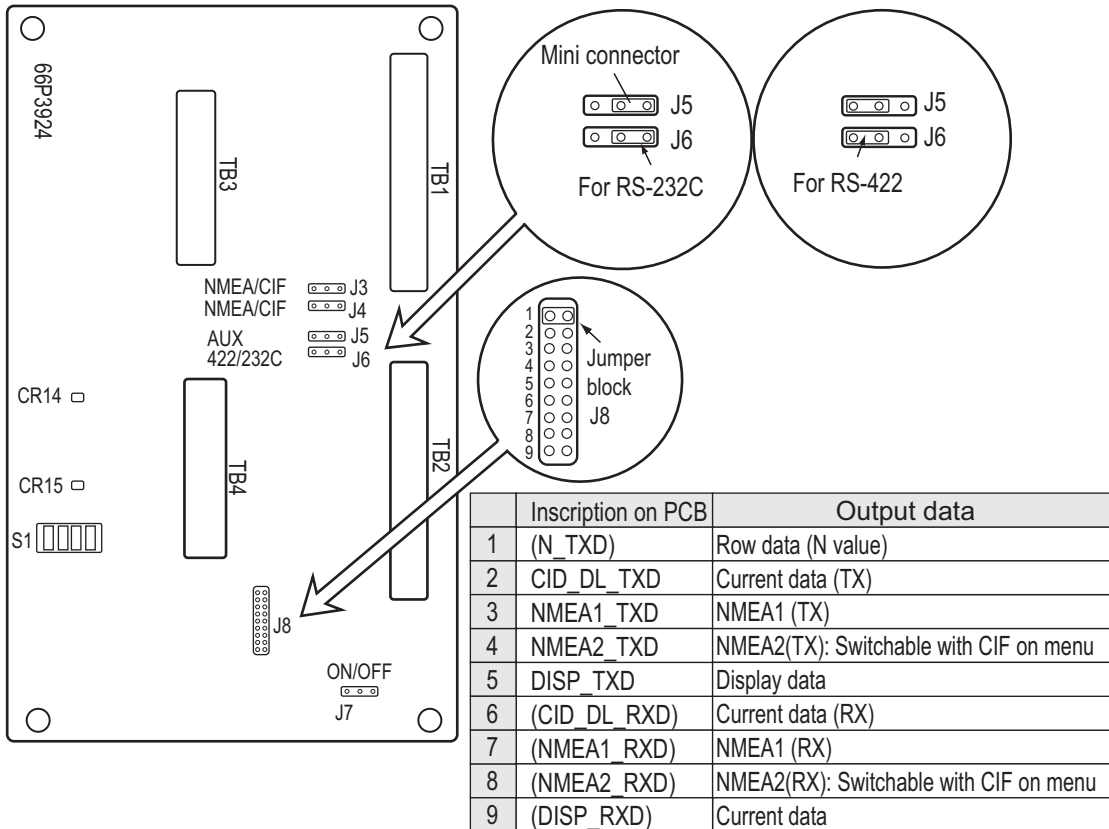 66P3924
TB3
TB1
NMEA/CIF J3
NMEA/CIF J4
AUX J5
422/232C J6
CR14
CR15
S1
TB4
TB2
J8
ON/OFF
J7
Mini connector
J5
J6
For RS-232C
J5
J6
For RS-422
1
2
3
4
5
6
7
8
9
Jumper
block
J8
Inscription on PCB Output data
1 (N_TXD) Row data (N value)
2 CID_DL_TXD Current data (TX)
3 NMEA1_TXD NMEA1 (TX)
4 NMEA2_TXD NMEA2(TX): Switchable with CIF on menu
5 DISP_TXD Display data
6 (CID_DL_RXD) Current data (RX)
7 (NMEA1_RXD) NMEA1 (RX)
8 (NMEA2_RXD) NMEA2(RX): Switchable with CIF on menu
9 (DISP_RXD) Current data